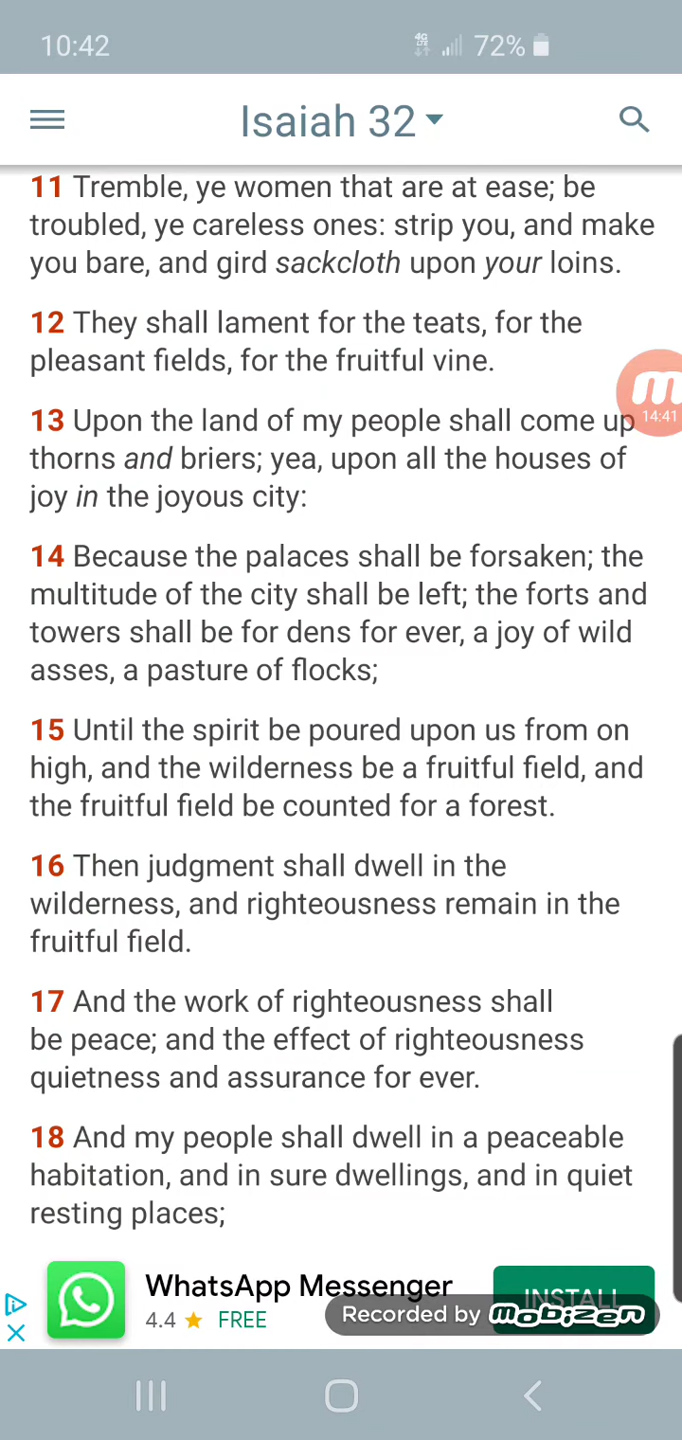 10:42
72%
Isaiah 32
11 Tremble, ye women that are at ease; be
troubled, ye careless ones: strip you, and make
you bare, and gird sackcloth upon your loins.
12 They shall lament for the teats, for the
pleasant fields, for the fruitful vine.
14:41
13 Upon the land of my people shall come up
thorns and briers; yea, upon all the houses of
joy in the joyous city:
14 Because the palaces shall be forsaken; the
multitude of the city shall be left; the forts and
towers shall be for dens for ever, a joy of wild
asses, a pasture of flocks;
15 Until the spirit be poured upon us from on
high, and the wilderness be a fruitful field, and
the fruitful field be counted for a forest.
16 Then judgment shall dwell in the
wilderness, and righteousness remain in the
fruitful field.
17 And the work of righteousness shall
be peace; and the effect of righteousness
quietness and assurance for ever.
18 And my people shall dwell in a peaceable
habitation, and in sure dwellings, and in quiet
resting places;
WhatsApp Messenger
INSTALL
4.4 ★ FREE
Recorded by mobizen